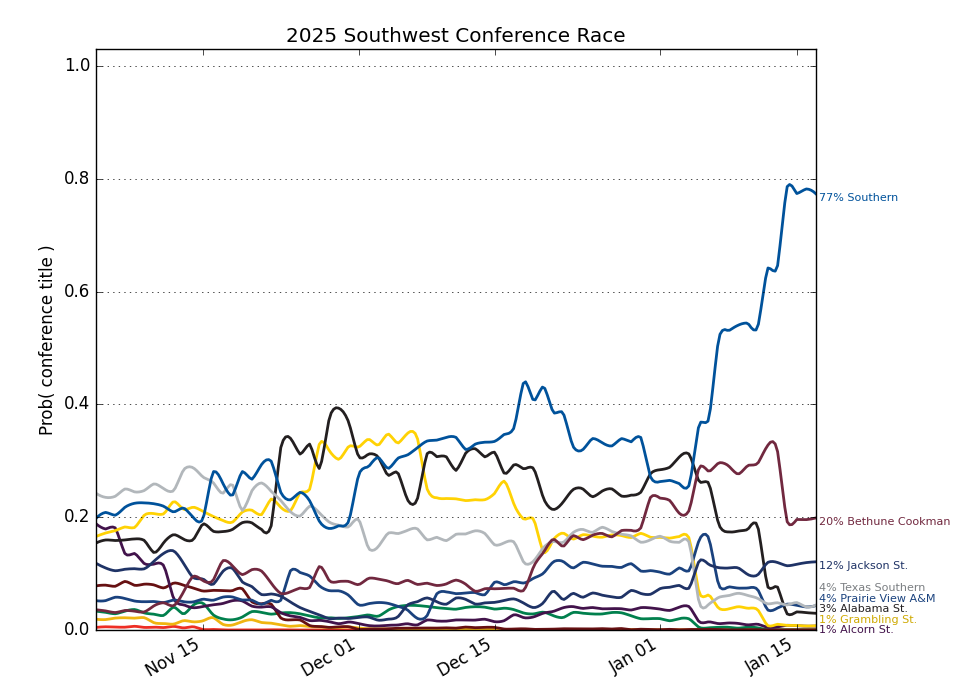 2025 Southwest Conference Race
Prob( conference title )
1.0
0.8
0.6
0.4
0.2
0.0
Nov 15
Dec 01
Dec 15
Jan 01
Jan 15
77% Southern
20% Bethune Cookman
12% Jackson St.
4% Texas Southern
4% Prairie View A&M
3% Alabama St.
1% Grambling St.
1% Alcorn St.